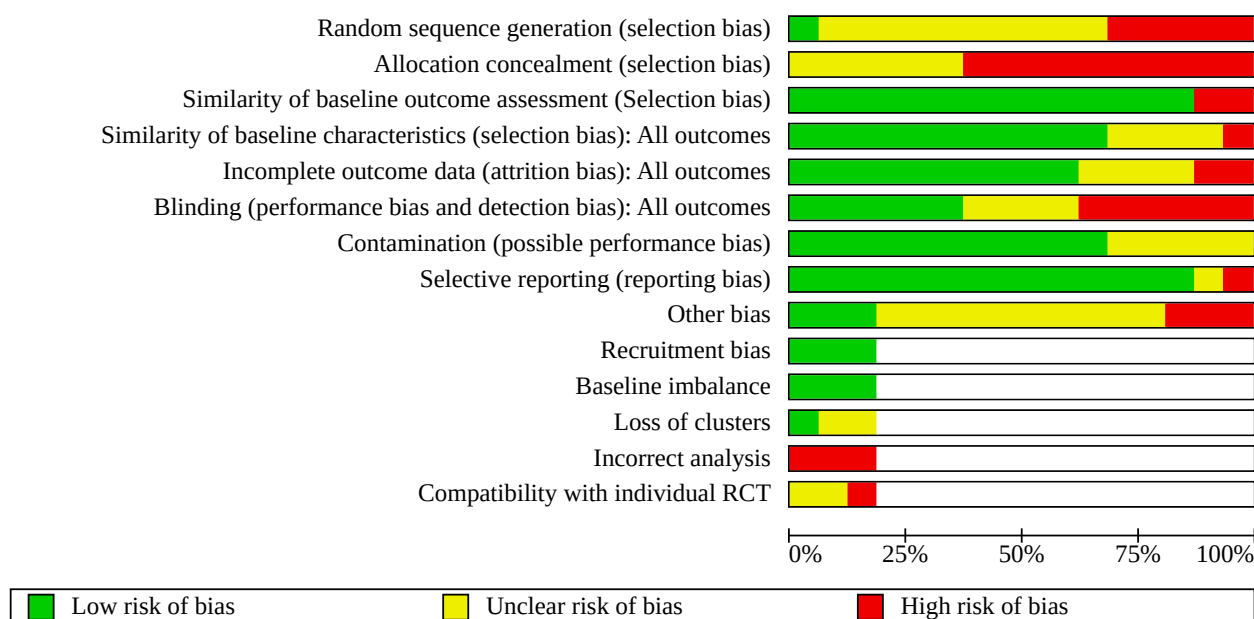 Random sequence generation (selection bias)
Allocation concealment (selection bias)
Similarity of baseline outcome assessment (Selection bias)
Similarity of baseline characteristics (selection bias): All outcomes
Incomplete outcome data (attrition bias): All outcomes
Blinding (performance bias and detection bias): All outcomes
Contamination (possible performance bias)
Selective reporting (reporting bias)
Other bias
Recruitment bias
Baseline imbalance
Loss of clusters
Incorrect analysis
Compatibility with individual RCT
0% 25% 50% 75% 100%
Low risk of bias Unclear risk of bias High risk of bias